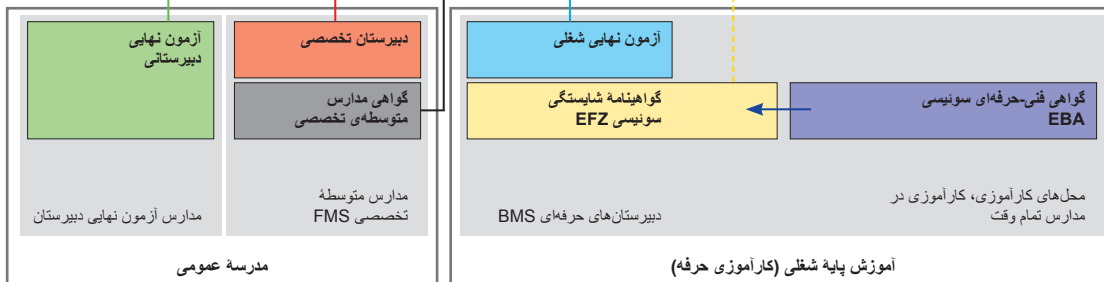 آزمون نهایی شغلی
گواهینامهٔ شایستگی
سوئیسی EFZ
گواهی فنی-حرفه‌ای سوئیسی
EBA
محل‌های کارآموزی، کارآموزی در
مدارس تمام وقت
دبیرستان‌های حرفه‌ای BMS
آموزش پایهٔ شغلی (کارآموزی حرفه)
دبیرستان تخصصی
گواهی مدارس
متوسطه‌ی تخصصی
مدارس متوسطهٔ
تخصصی FMS
آزمون نهایی
دبیرستانی
مدارس آزمون نهایی دبیرستان
مدرسهٔ عمومی